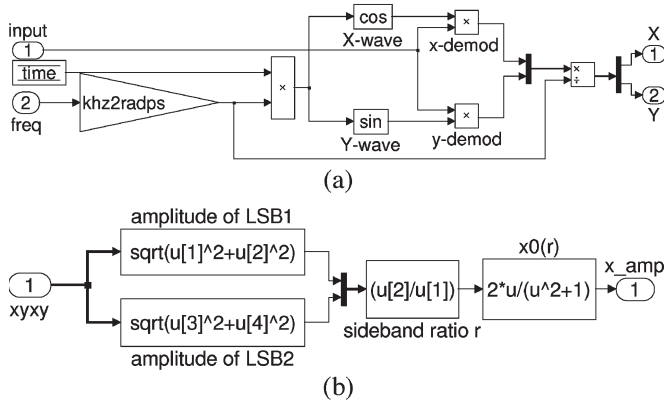 input
1
time
2
freq
khz2radps
×
cos
X-wave
sin
Y-wave
×
x-demod
×
y-demod
×
÷
X
1
2
Y
(a)
amplitude of LSB1
sqrt(u[1]^2+u[2]^2)
1
xyxy
sqrt(u[3]^2+u[4]^2)
amplitude of LSB2
(u[2]/u[1])
sideband ratio r
x0(r)
2*u/(u^2+1)
x_amp
1
(b)